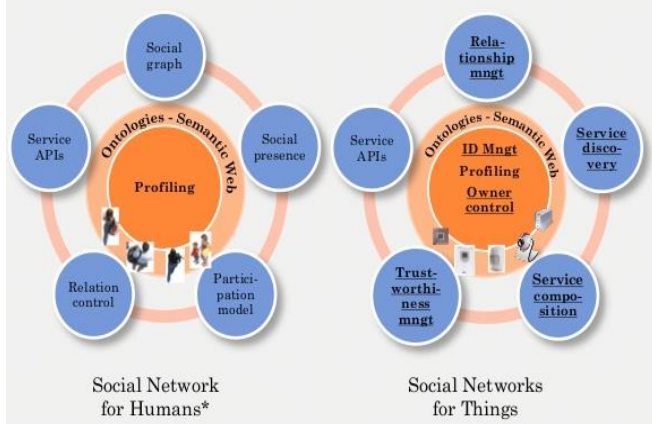 Social
graph
Service
APIs
Ontologies - Semantic Web
Social
presence
Profiling
Relation
control
Partici-
pation
model
Social Network
for Humans*
Rela-
tionship
mngt
Service
APIs
Ontologies - Semantic Web
Service
disco-
very
ID Mngt
Profiling
Owner
control
Trust-
worthi-
ness
mngt
Service
compo-
sition
Social Networks
for Things